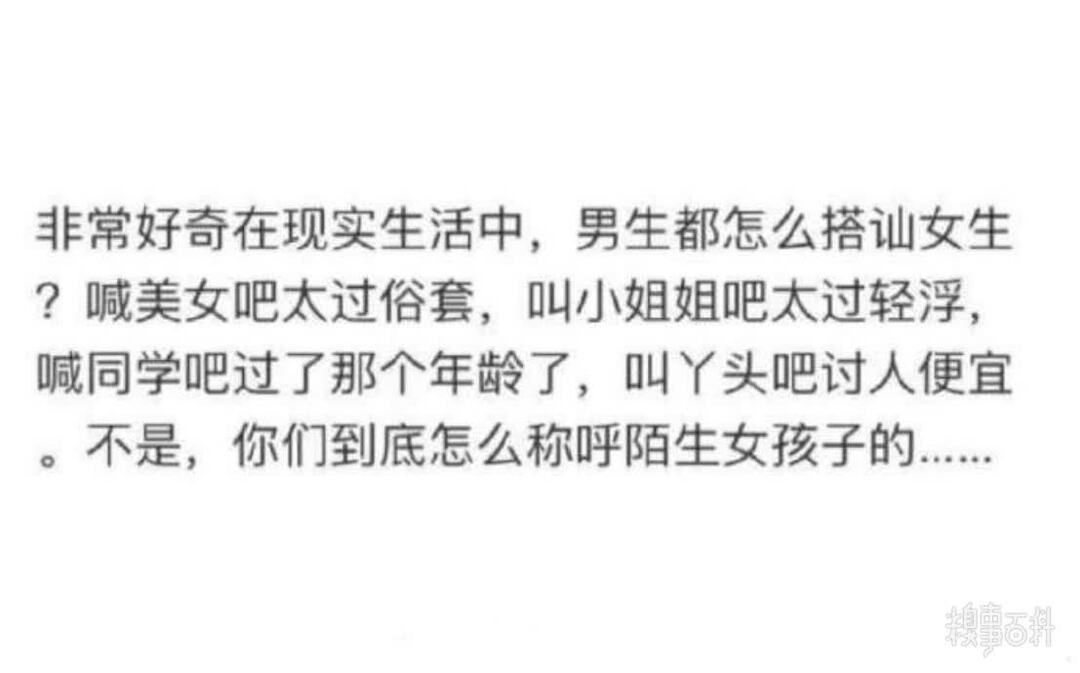 非常好奇在现实生活中，男生都怎么搭讪女生
？喊美女吧太过俗套，叫小姐姐吧太过轻浮，
喊同学吧过了那个年龄了，叫丫头吧讨人便宜
。不是，你们到底怎么称呼陌生女孩子的……
糗事百科